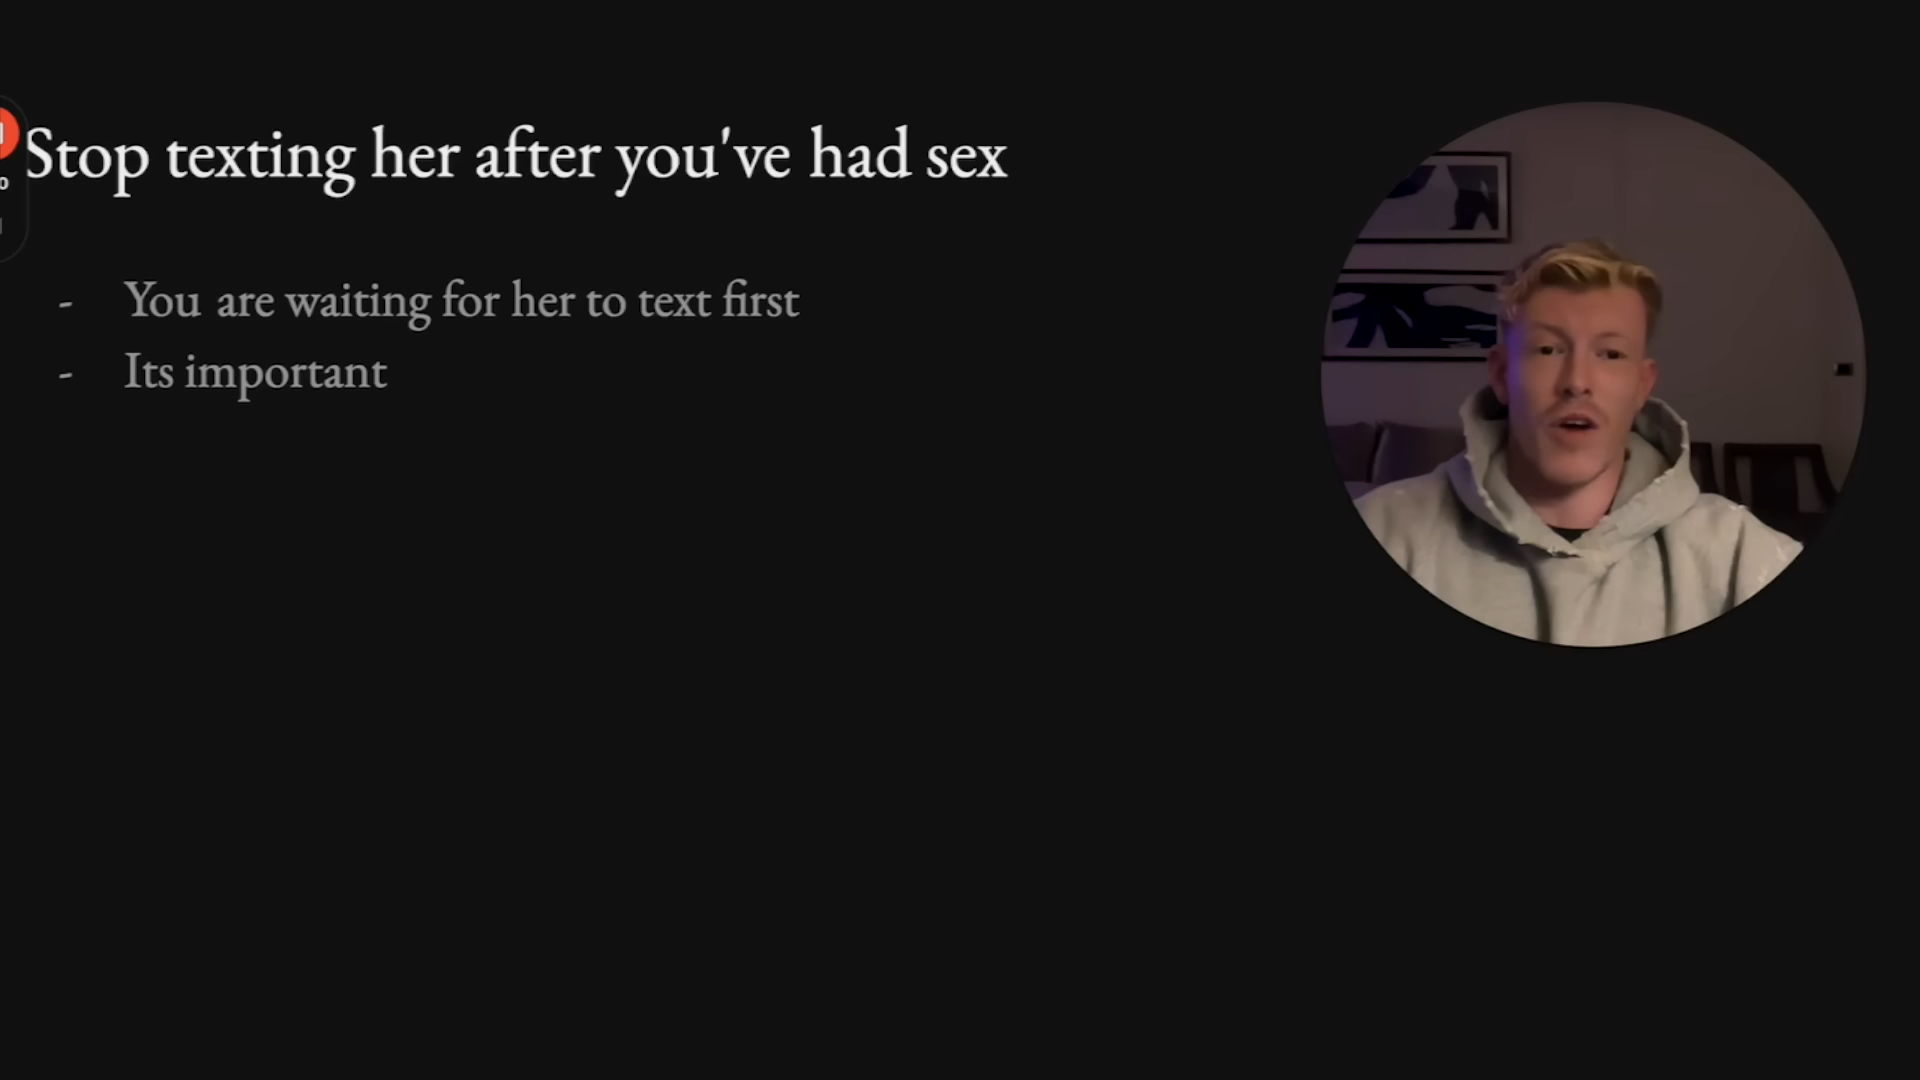 Stop texting her after you've had sex
- You are waiting for her to text first
- Its important